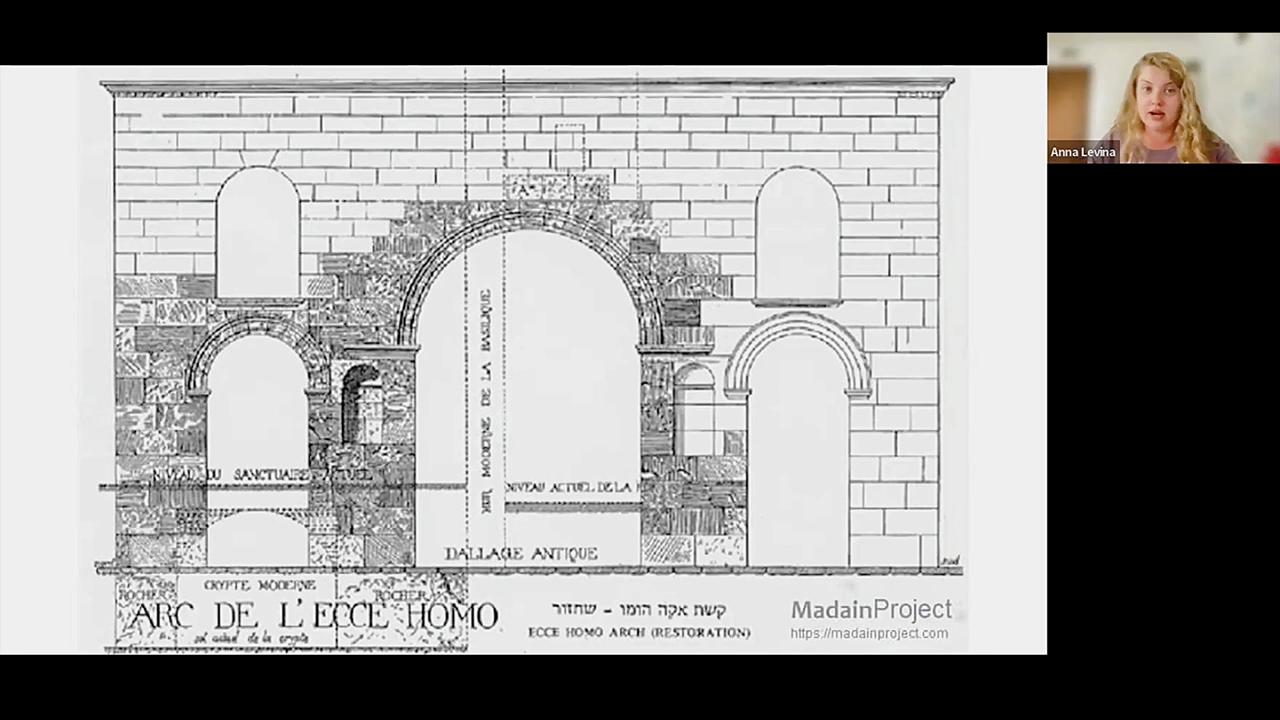 Anna Levina
MUR MODERNE DE LA BASILIQUE
NIVEAU DU SANCTUAIRE ACTUEL
NIVEAU ACTUEL DE LA
DALLAGE ANTIQUE
CRYPTE MODERNE
ROCHER
ROCHER
ARC DE L'ECCE HOMO
sol actuel de la crypte
קשת אקה הומו - שחזור
ECCE HOMO ARCH (RESTORATION)
MadainProject
https://madainproject.com